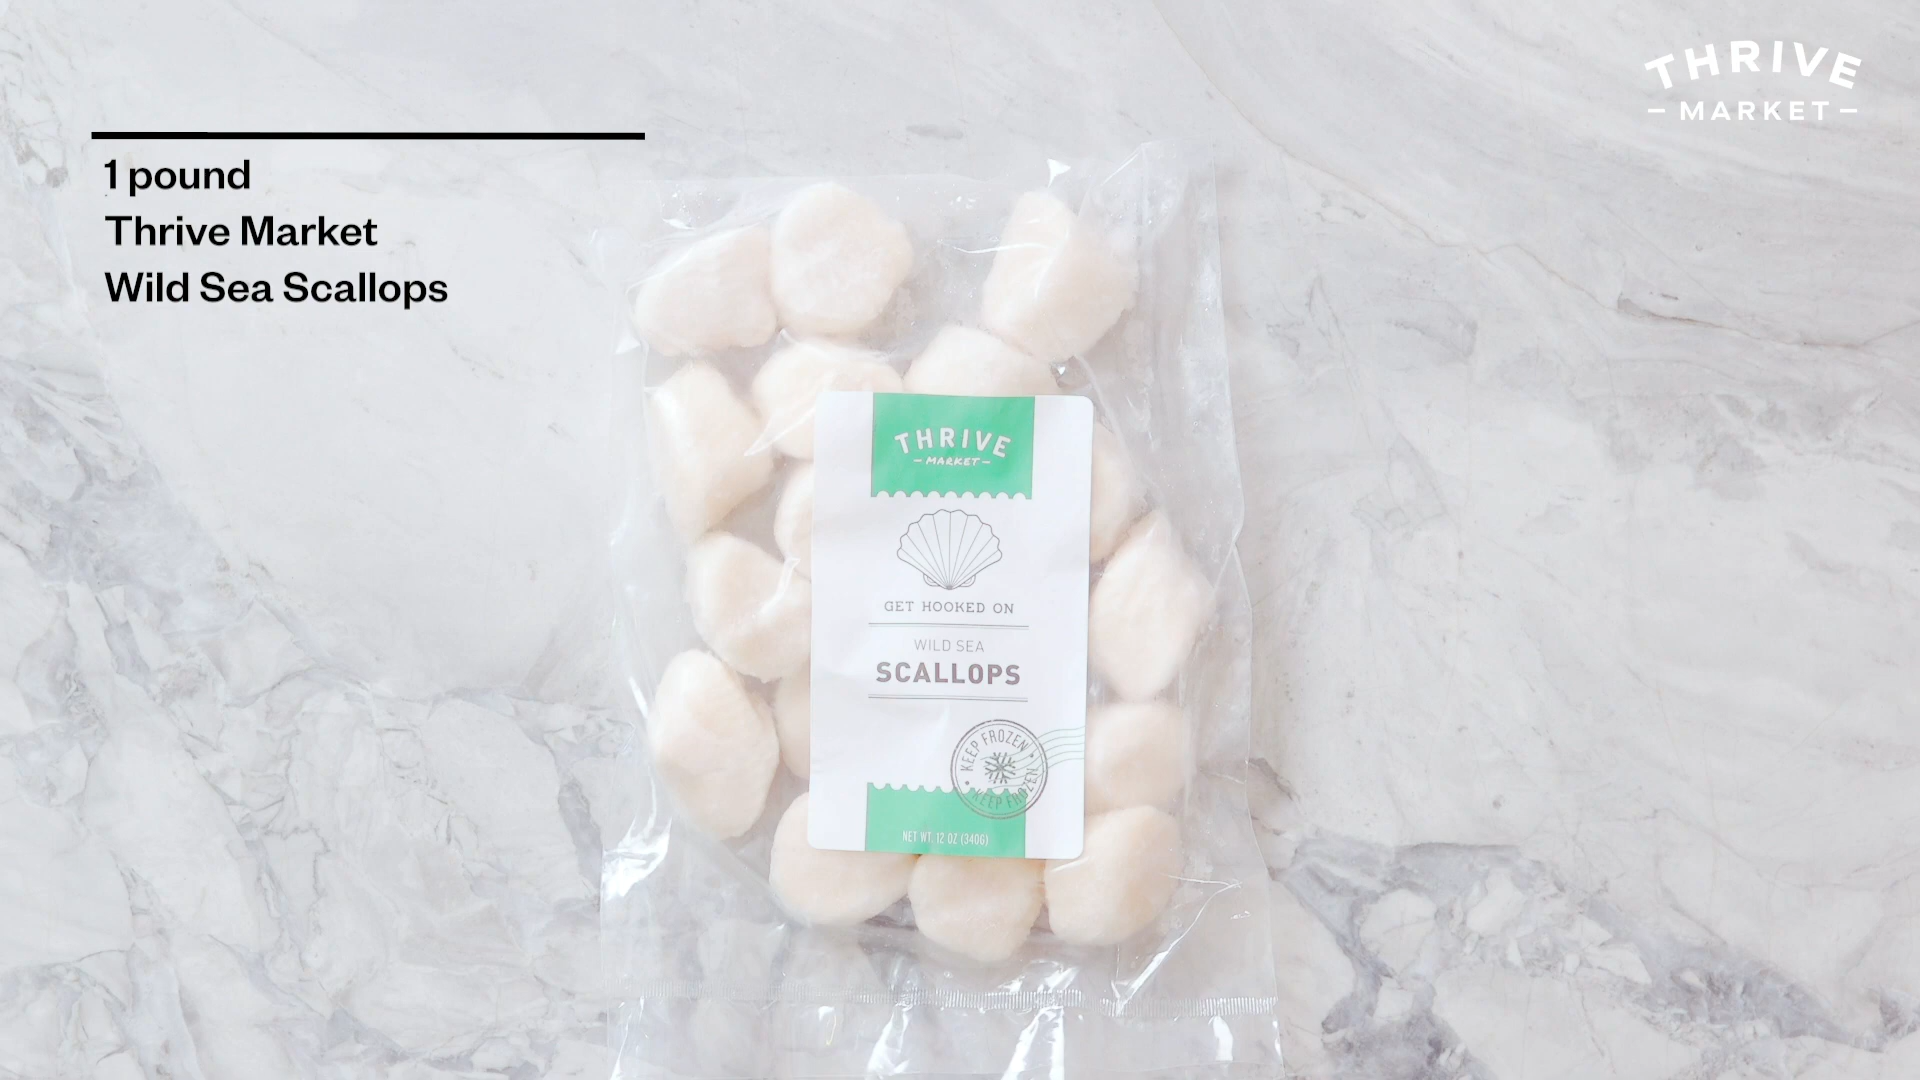 THRIVE
– MARKET –
1 pound
Thrive Market
Wild Sea Scallops
THRIVE
– MARKET –
GET HOOKED ON
WILD SEA
SCALLOPS
KEEP FROZEN
KEEP FROZEN
NET WT. 12 OZ (340G)